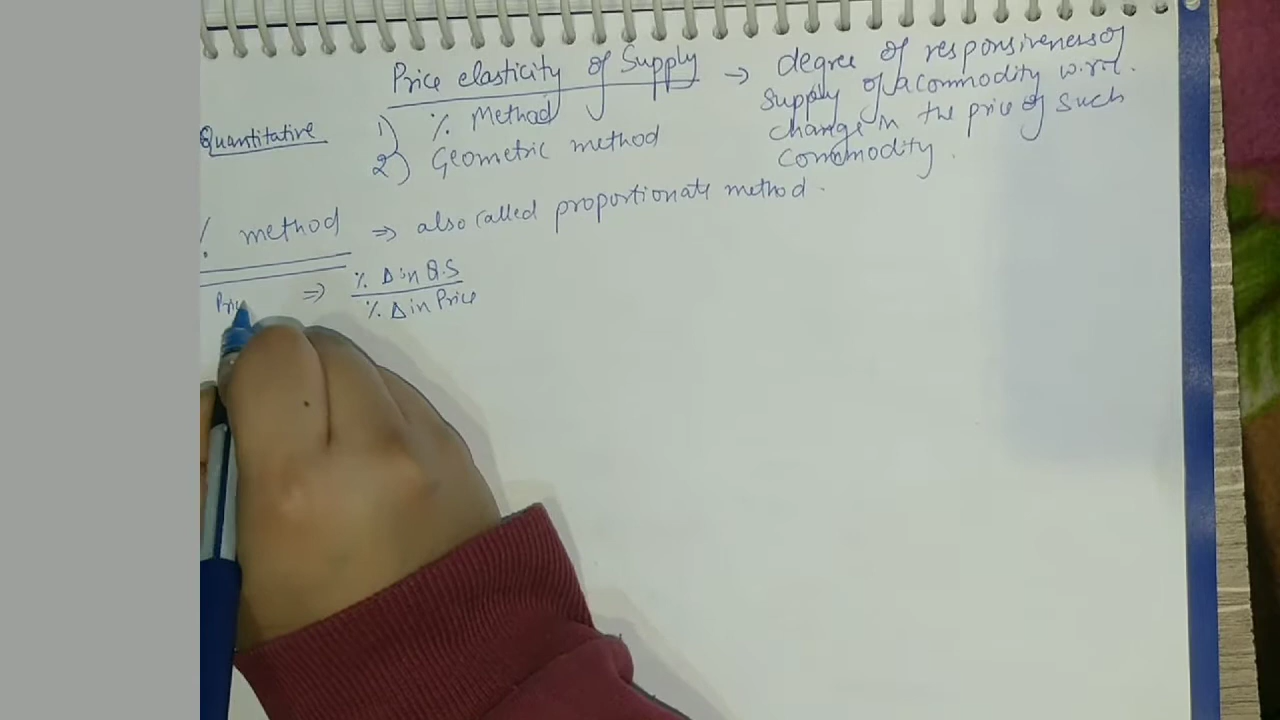 Price elasticity of Supply → degree of responsiveness of
supply of a commodity w.r.t.
change in the price of such
commodity.
Quantitative
1) % Method
2) Geometric method
% method ⇒ also called proportionate method.
Pric ⇒ % Δ in Q.S
% Δ in Price